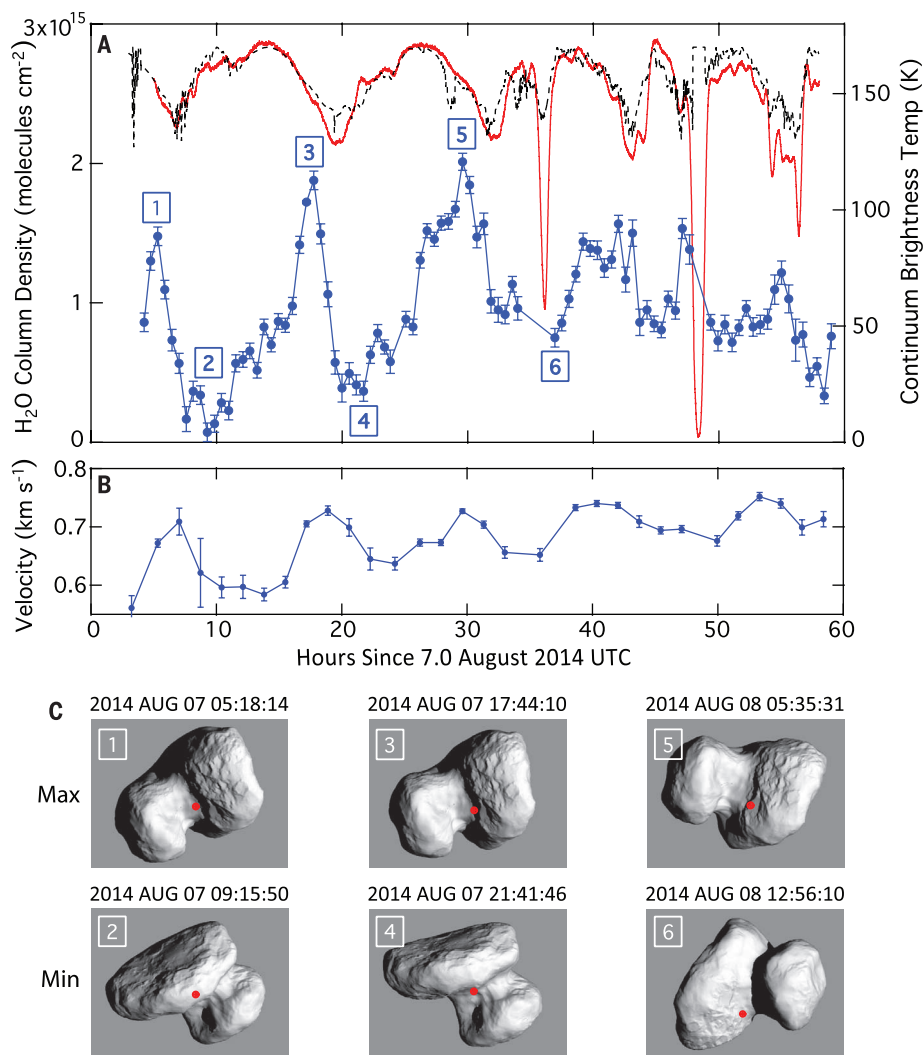 3x10¹⁵
A
H₂O Column Density (molecules cm⁻²)
2
1
0
1
2
3
4
5
6
150
100
50
0
Continuum Brightness Temp (K)
B
Velocity (km s⁻¹)
0.8
0.7
0.6
0 10 20 30 40 50 60
Hours Since 7.0 August 2014 UTC
C
2014 AUG 07 05:18:14 2014 AUG 07 17:44:10 2014 AUG 08 05:35:31
1 3 5
Max
2014 AUG 07 09:15:50 2014 AUG 07 21:41:46 2014 AUG 08 12:56:10
2 4 6
Min